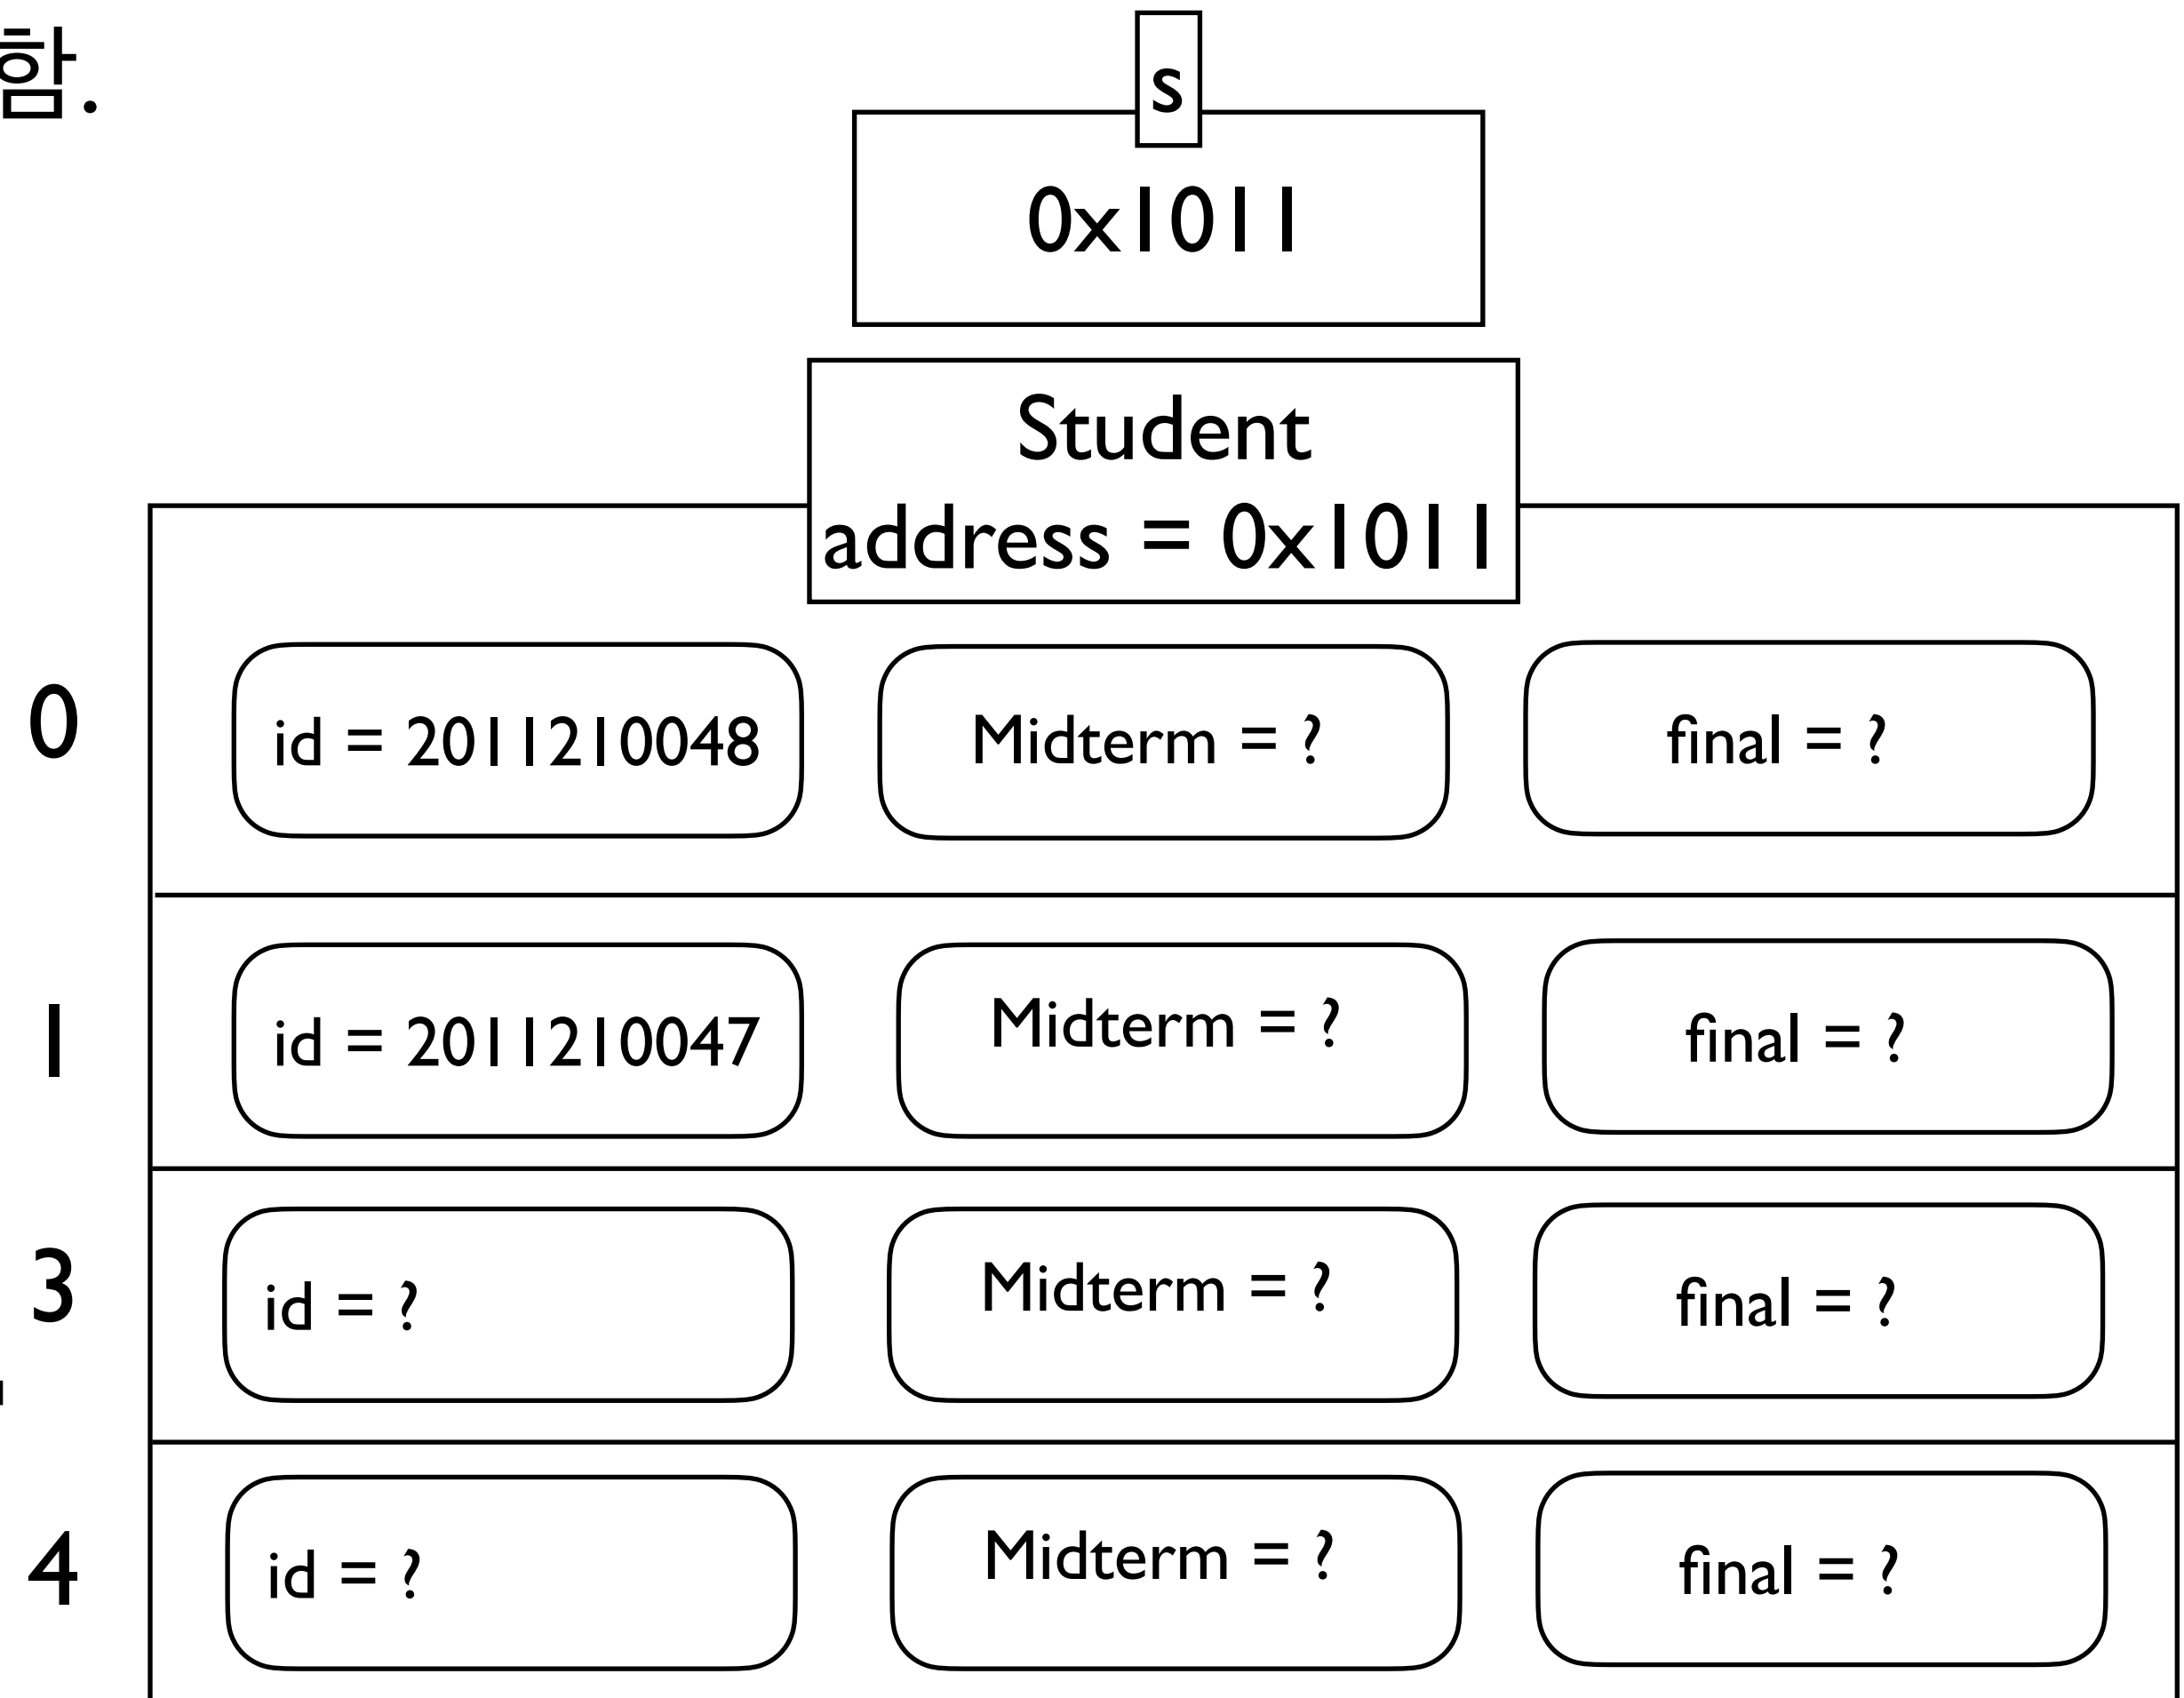 함.
s
0x1011
Student
address = 0x1011
0
id = 2011210048
Midterm = ?
final = ?
1
id = 2011210047
Midterm = ?
final = ?
3
id = ?
Midterm = ?
final = ?
4
id = ?
Midterm = ?
final = ?